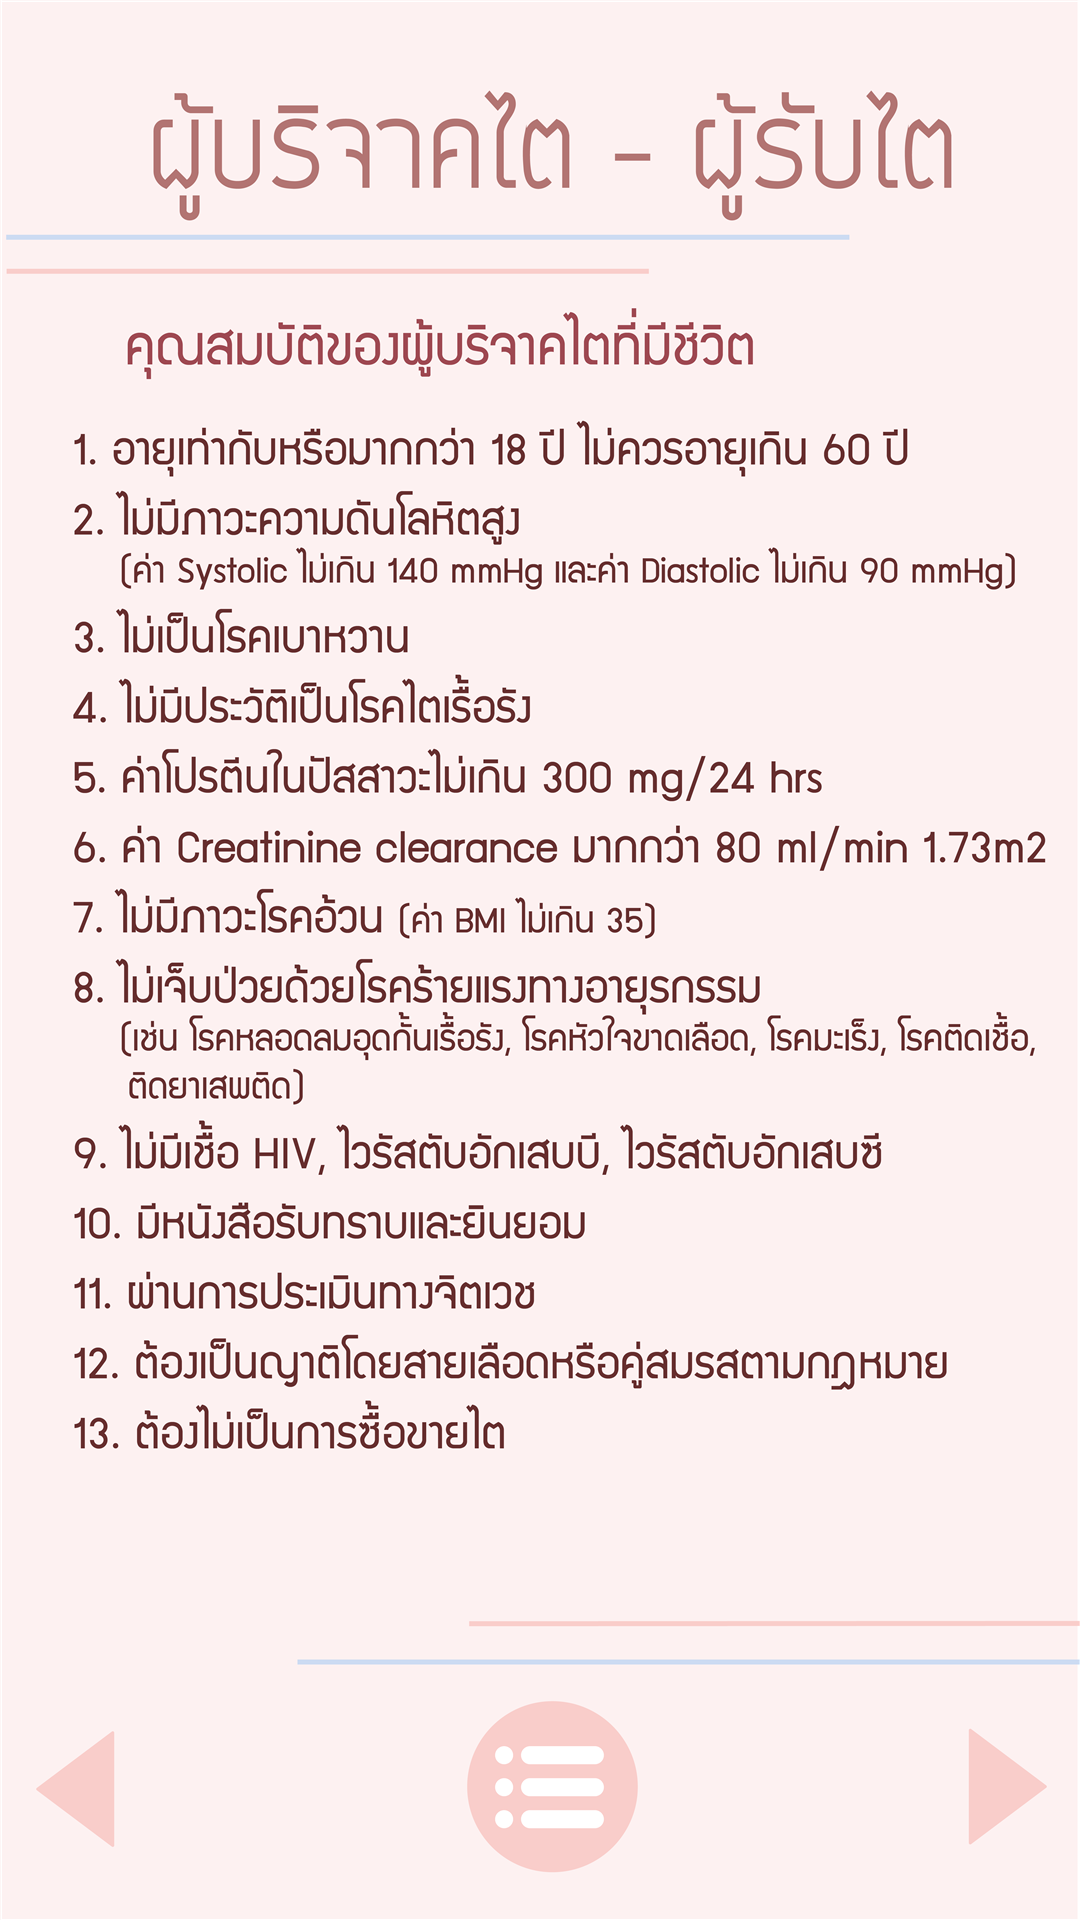 ผู้บริจาคไต - ผู้รับไต
คุณสมบัติของผู้บริจาคไตที่มีชีวิต
1. อายุเท่ากับหรือมากกว่า 18 ปี ไม่ควรอายุเกิน 60 ปี
2. ไม่มีภาวะความดันโลหิตสูง
(ค่า Systolic ไม่เกิน 140 mmHg และค่า Diastolic ไม่เกิน 90 mmHg)
3. ไม่เป็นโรคเบาหวาน
4. ไม่มีประวัติเป็นโรคไตเรื้อรัง
5. ค่าโปรตีนในปัสสาวะไม่เกิน 300 mg/24 hrs
6. ค่า Creatinine clearance มากกว่า 80 ml/min 1.73m2
7. ไม่มีภาวะโรคอ้วน (ค่า BMI ไม่เกิน 35)
8. ไม่เจ็บป่วยด้วยโรคร้ายแรงทางอายุรกรรม
(เช่น โรคหลอดลมอุดกั้นเรื้อรัง, โรคหัวใจขาดเลือด, โรคมะเร็ง, โรคติดเชื้อ,
ติดยาเสพติด)
9. ไม่มีเชื้อ HIV, ไวรัสตับอักเสบบี, ไวรัสตับอักเสบซี
10. มีหนังสือรับทราบและยินยอม
11. ผ่านการประเมินทางจิตเวช
12. ต้องเป็นญาติโดยสายเลือดหรือคู่สมรสตามกฎหมาย
13. ต้องไม่เป็นการซื้อขายไต